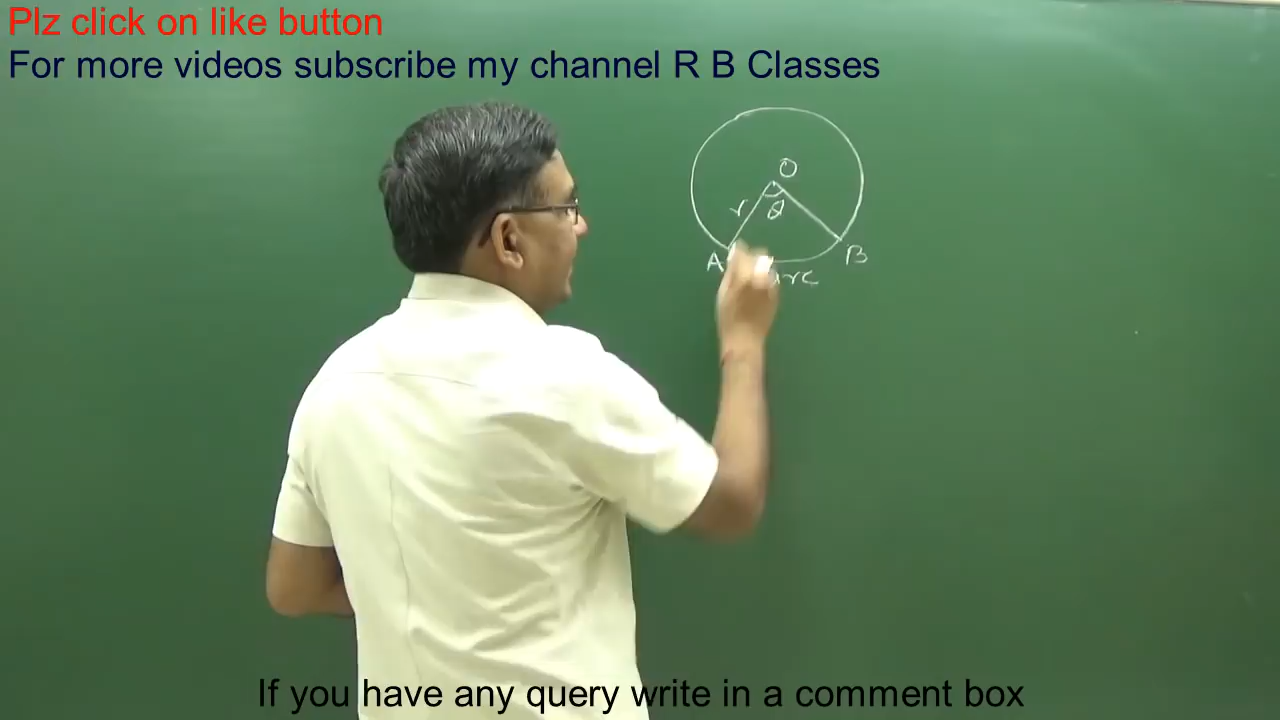 Plz click on like button
For more videos subscribe my channel R B Classes
O
r θ
A B
arc
If you have any query write in a comment box